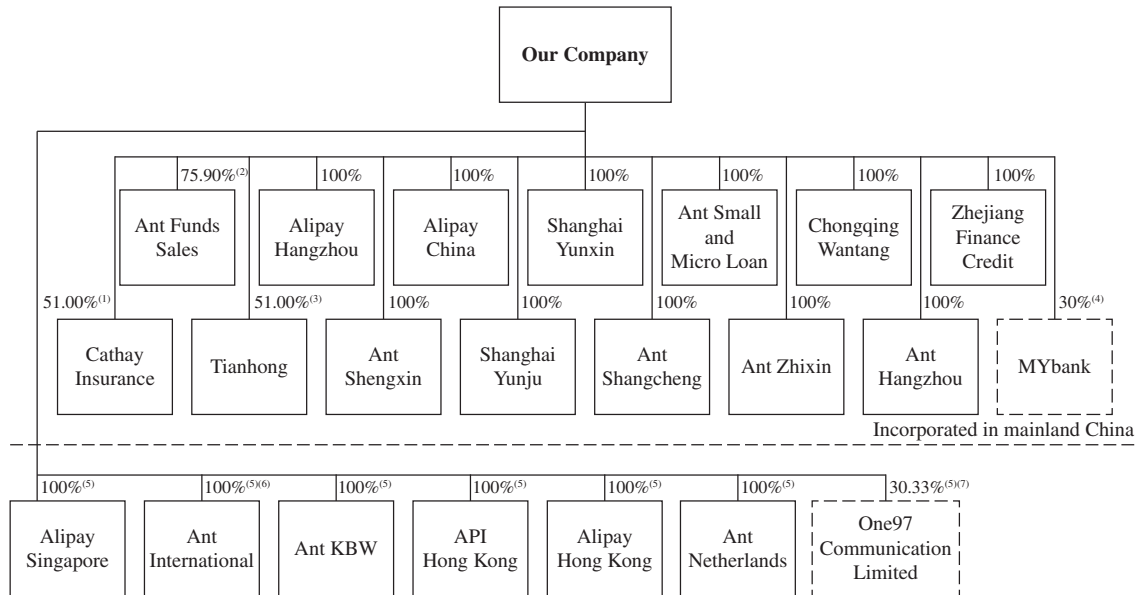 Our Company
75.90%(2)
100%
100%
100%
100%
100%
100%
Ant Funds
Sales
Alipay
Hangzhou
Alipay
China
Shanghai
Yunxin
Ant Small
and
Micro Loan
Chongqing
Wantang
Zhejiang
Finance
Credit
51.00%(1)
51.00%(3)
100%
100%
100%
100%
100%
30%(4)
Cathay
Insurance
Tianhong
Ant
Shengxin
Shanghai
Yunju
Ant
Shangcheng
Ant Zhixin
Ant
Hangzhou
MYbank
Incorporated in mainland China
100%(5)
100%(5)(6)
100%(5)
100%(5)
100%(5)
100%(5)
30.33%(5)(7)
Alipay
Singapore
Ant
International
Ant KBW
API
Hong Kong
Alipay
Hong Kong
Ant
Netherlands
One97
Communication
Limited